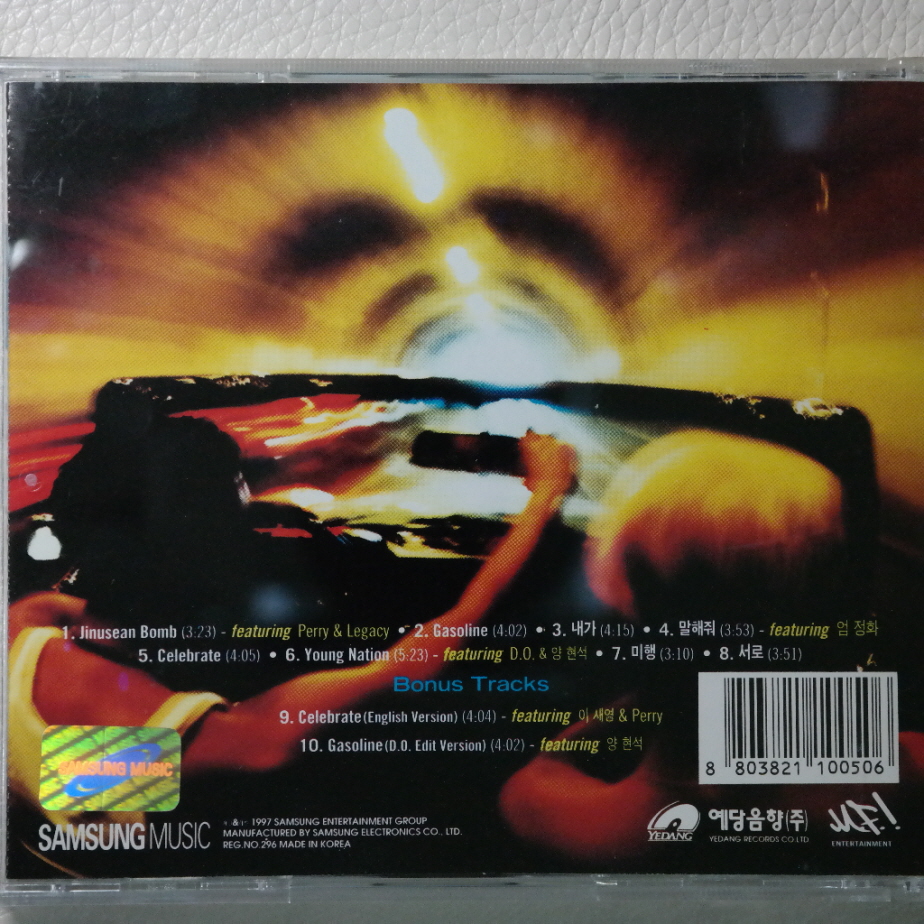 1. Jinusean Bomb (3:23) - featuring Perry & Legacy • 2. Gasoline (4:02) • 3. 내가 (4:15) • 4. 말해줘 (3:53) - featuring 엄 정화
5. Celebrate (4:05) • 6. Young Nation (5:23) - featuring D.O. & 양 현석 • 7. 미행 (3:10) • 8. 서로 (3:51)
Bonus Tracks
9. Celebrate (English Version) (4:04) - featuring 이 새영 & Perry
10. Gasoline (D.O. Edit Version) (4:02) - featuring 양 현석
8 803821 100506
SAMSUNG MUSIC
SAMSUNG MUSIC
& 1997 SAMSUNG ENTERTAINMENT GROUP
MANUFACTURED BY SAMSUNG ELECTRONICS CO., LTD.
REG.NO 296 MADE IN KOREA
YEDANG
예당음향(주)
YEDANG RECORDS CO.LTD.
M.F.!
ENTERTAINMENT